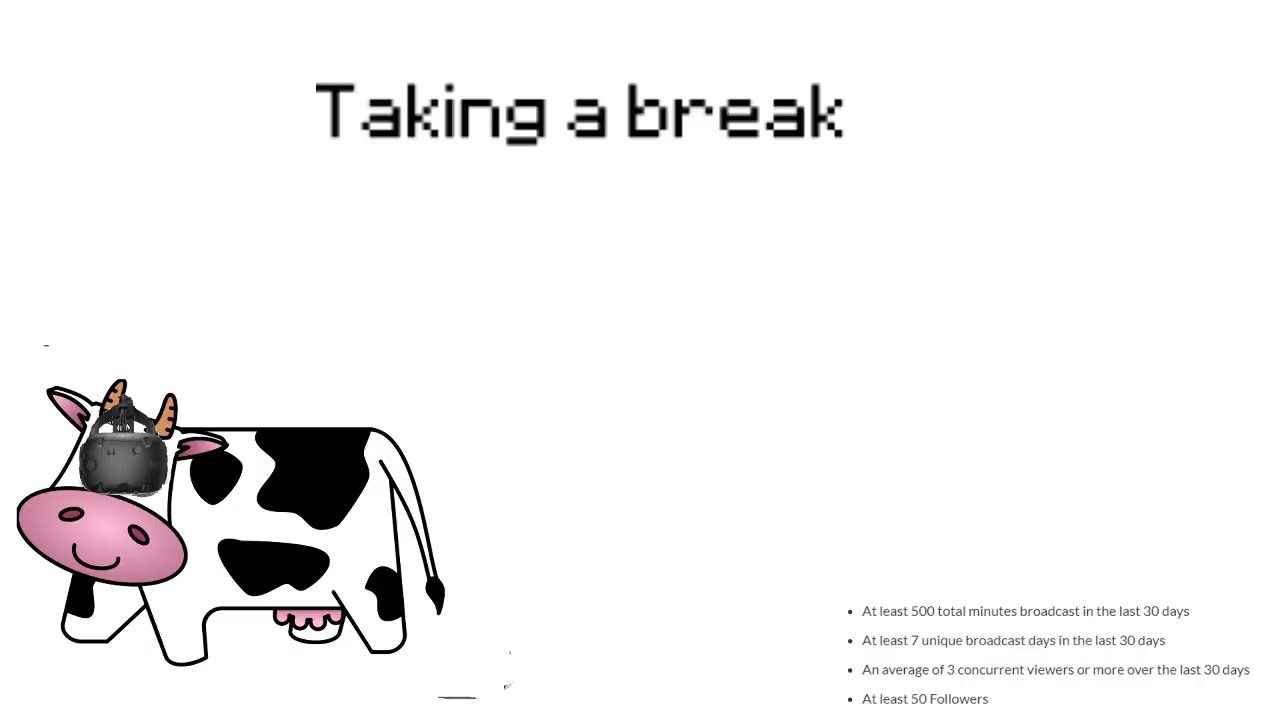 Taking a break
At least 500 total minutes broadcast in the last 30 days
At least 7 unique broadcast days in the last 30 days
An average of 3 concurrent viewers or more over the last 30 days
At least 50 Followers